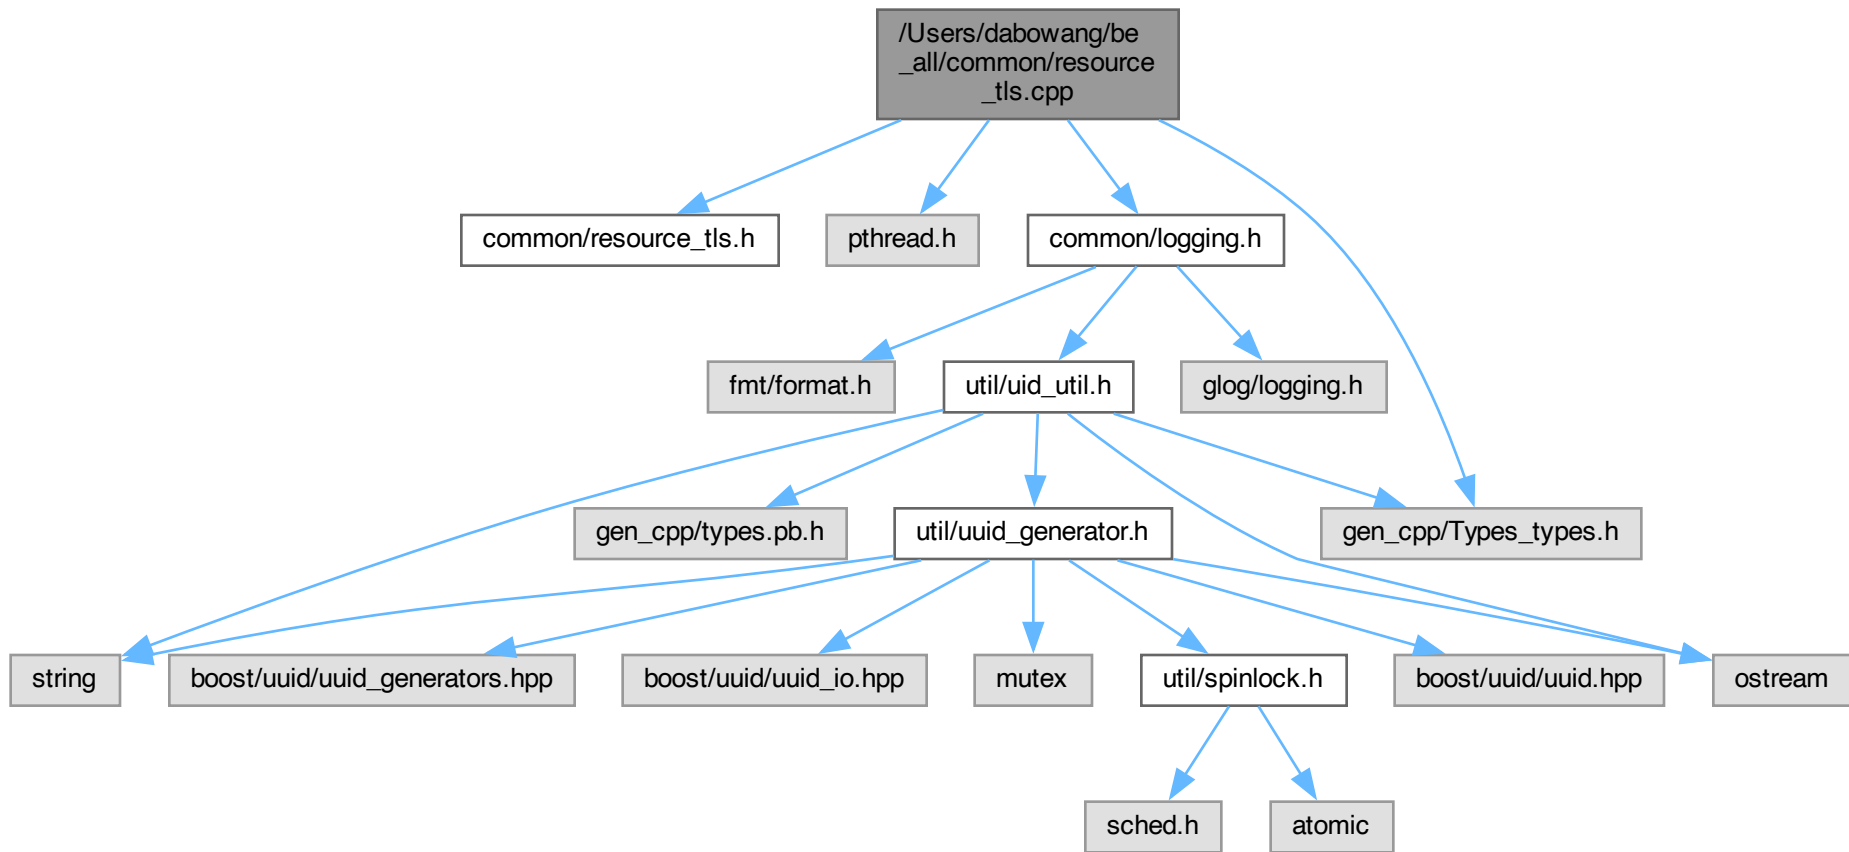 /Users/dabowang/be
_all/common/resource
_tls.cpp
common/resource_tls.h
pthread.h
common/logging.h
fmt/format.h
util/uid_util.h
glog/logging.h
gen_cpp/types.pb.h
util/uuid_generator.h
gen_cpp/Types_types.h
string
boost/uuid/uuid_generators.hpp
boost/uuid/uuid_io.hpp
mutex
util/spinlock.h
boost/uuid/uuid.hpp
ostream
sched.h
atomic